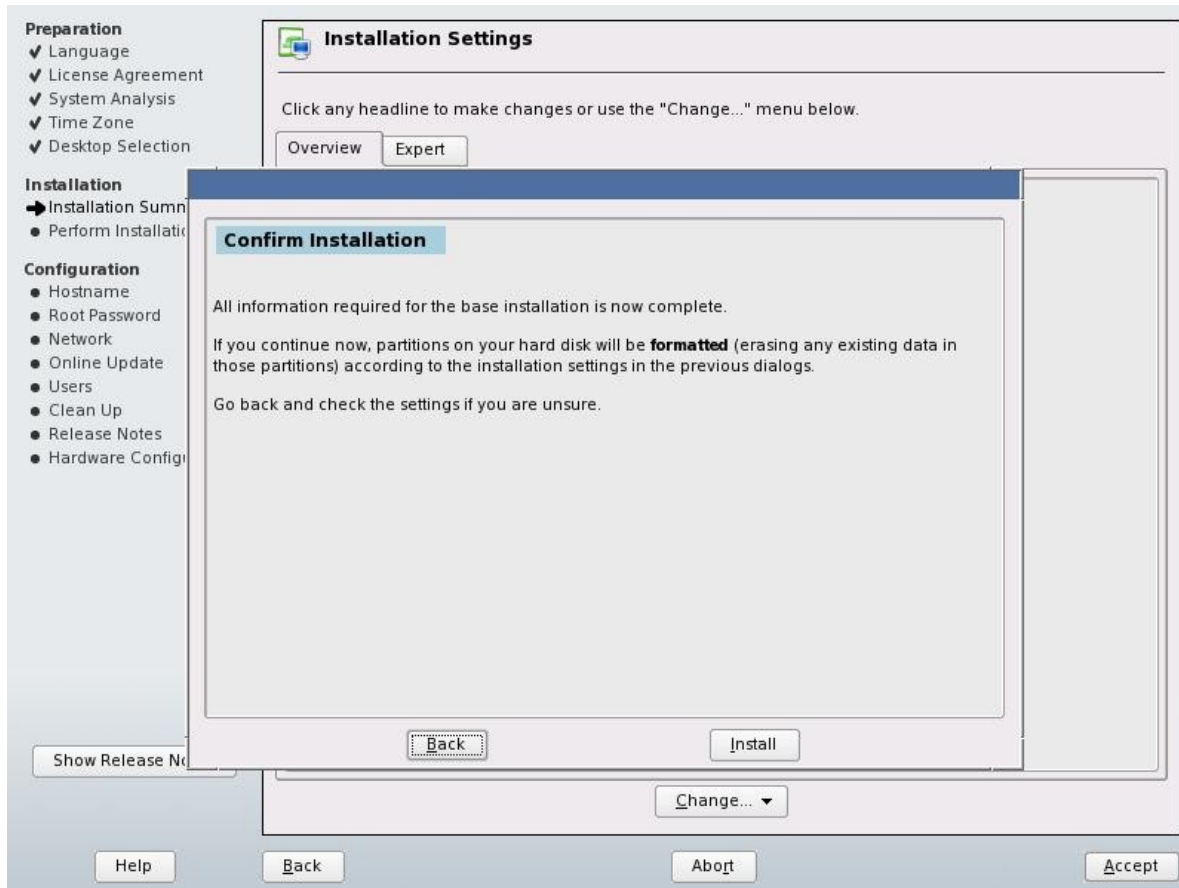 Preparation
Language
License Agreement
System Analysis
Time Zone
Desktop Selection
Installation
Installation Summ
Perform Installatio
Configuration
Hostname
Root Password
Network
Online Update
Users
Clean Up
Release Notes
Hardware Config
Show Release No
Installation Settings
Click any headline to make changes or use the "Change..." menu below.
Overview
Expert
Confirm Installation
All information required for the base installation is now complete.
If you continue now, partitions on your hard disk will be formatted (erasing any existing data in
those partitions) according to the installation settings in the previous dialogs.
Go back and check the settings if you are unsure.
Back
Install
Change...
Help
Back
Abort
Accept